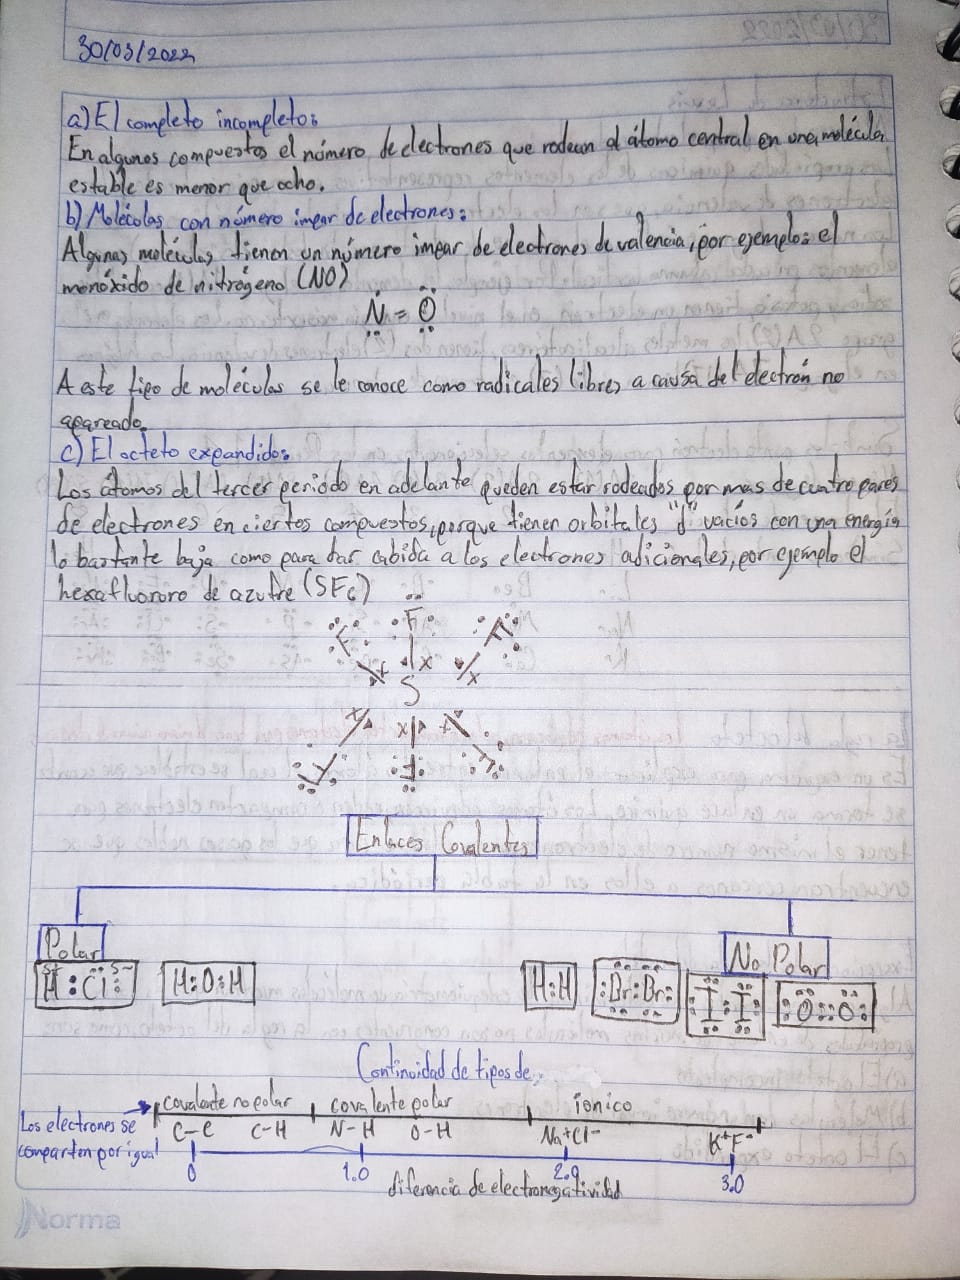 30/03/2022
a) El completo incompleto:
En algunos compuestos el número de electrones que rodean al átomo central en una molécula
estable es menor que ocho.
b) Moléculas con número impar de electrones:
Algunas moléculas tienen un número impar de electrones de valencia, por ejemplo: el
monóxido de nitrógeno (NO)
N = O
A este tipo de moléculas se le conoce como radicales libres a causa del electrón no
apareado.
c) El octeto expandido:
Los átomos del tercer periodo en adelante pueden estar rodeados por mas de cuatro pares
de electrones en ciertos compuestos, porque tienen orbitales "d" vacíos con una energía
lo bastante baja como para dar cabida a los electrones adicionales, por ejemplo el
hexafluoruro de azufre (SF6)
F F F
x x x
S
x x x
F F F
Enlaces Covalentes
Polar No Polar
H:Cl: H:O:H H:H :Br:Br: :I:I: O::O
δ+ δ-
Continuidad de tipos de:
covalente no polar covalente polar íonico
Los electrones se
comparten por igual
C-C C-H N-H O-H Na+Cl- K+F-
0 1.0 2.0 3.0
diferencia de electronegatividad
Norma